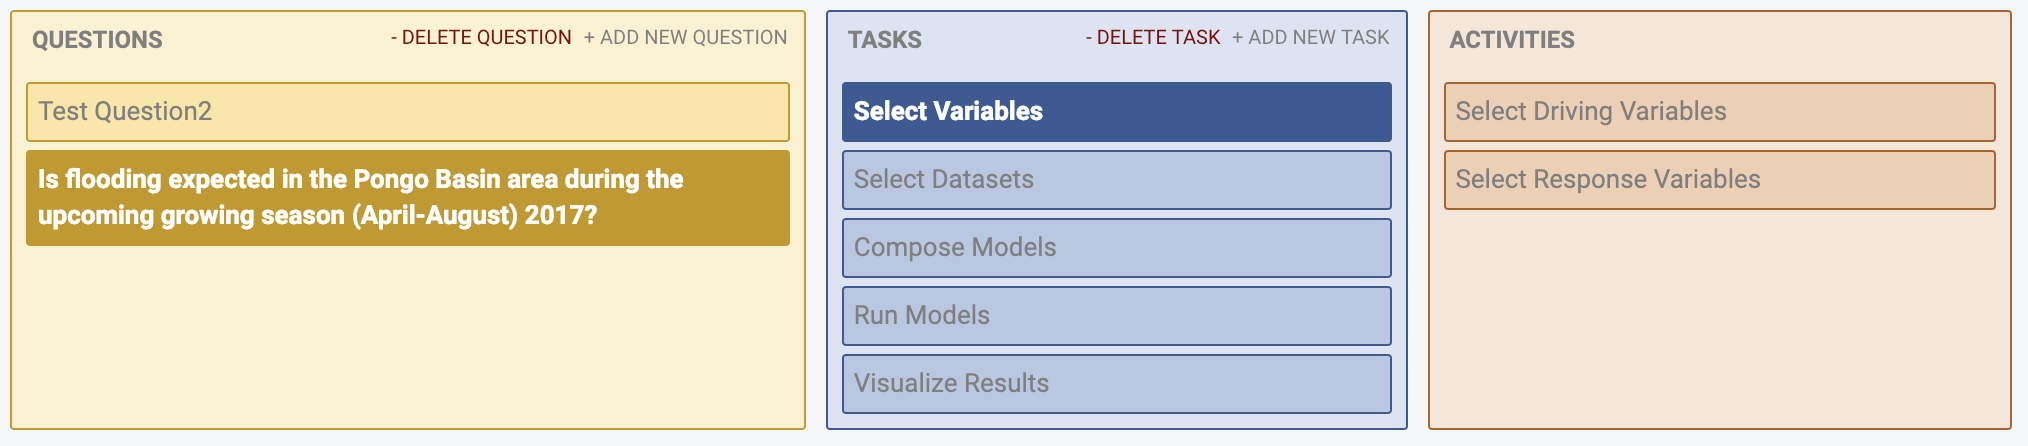 QUESTIONS
- DELETE QUESTION + ADD NEW QUESTION
Test Question2
Is flooding expected in the Pongo Basin area during the
upcoming growing season (April-August) 2017?
TASKS
- DELETE TASK + ADD NEW TASK
Select Variables
Select Datasets
Compose Models
Run Models
Visualize Results
ACTIVITIES
Select Driving Variables
Select Response Variables